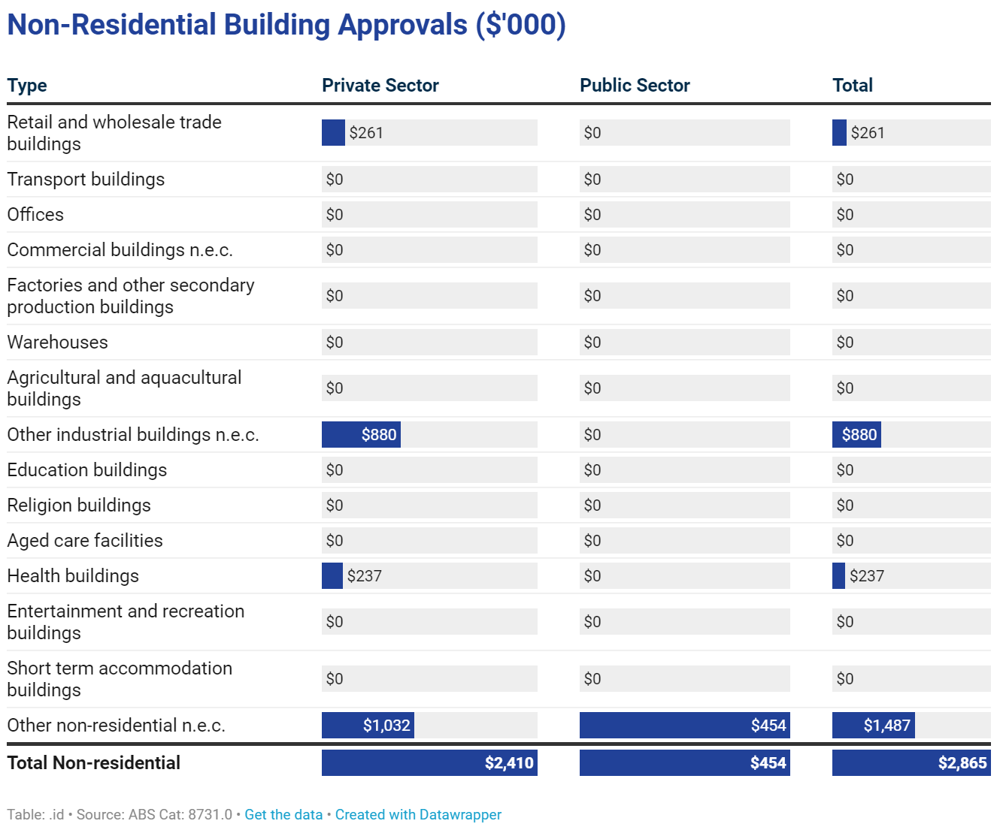 Non-Residential Building Approvals ($'000)
Type Private Sector Public Sector Total
Retail and wholesale trade
buildings $261 $0 $261
Transport buildings $0 $0 $0
Offices $0 $0 $0
Commercial buildings n.e.c. $0 $0 $0
Factories and other secondary
production buildings $0 $0 $0
Warehouses $0 $0 $0
Agricultural and aquacultural
buildings $0 $0 $0
Other industrial buildings n.e.c. $880 $0 $880
Education buildings $0 $0 $0
Religion buildings $0 $0 $0
Aged care facilities $0 $0 $0
Health buildings $237 $0 $237
Entertainment and recreation
buildings $0 $0 $0
Short term accommodation
buildings $0 $0 $0
Other non-residential n.e.c. $1,032 $454 $1,487
Total Non-residential $2,410 $454 $2,865
Table: .id • Source: ABS Cat: 8731.0 • Get the data • Created with Datawrapper